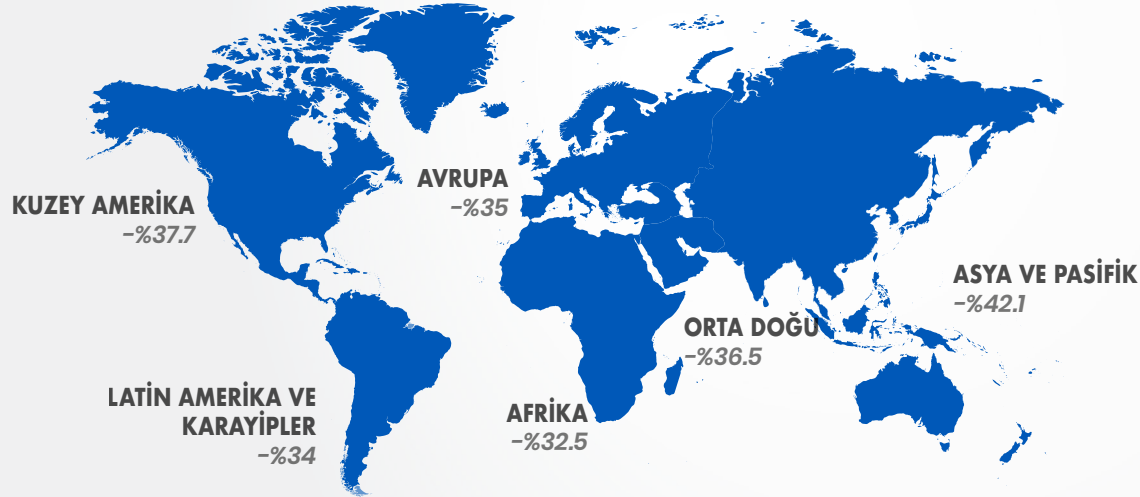 AVRUPA
–%35
KUZEY AMERİKA
–%37.7
ASYA VE PASİFİK
–%42.1
ORTA DOĞU
–%36.5
LATİN AMERİKA VE
KARAYİPLER
–%34
AFRİKA
–%32.5